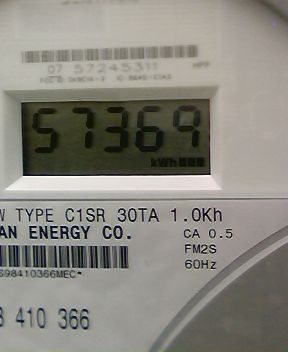 07 57245311
57369
kWh
W TYPE C1SR 30TA 1.0Kh
AN ENERGY CO. CA 0.5
FM2S
60Hz
S98410366MEC*
3 410 366